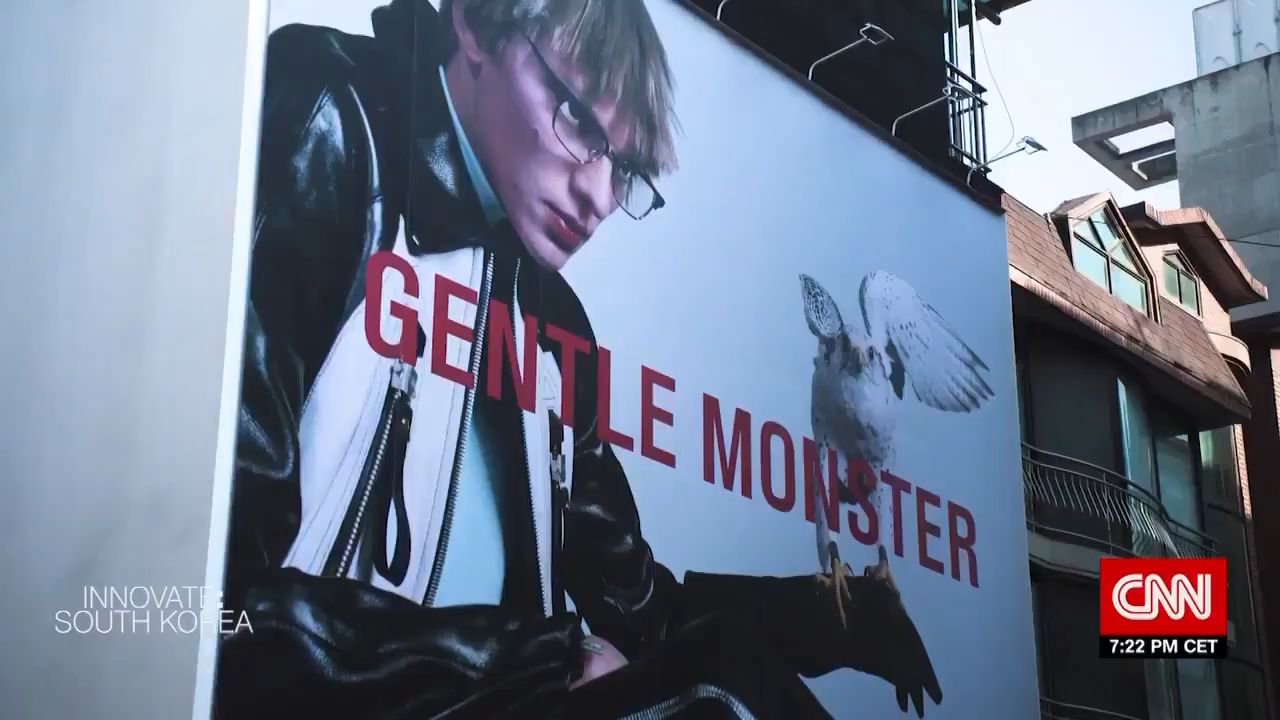 GENTLE MONSTER
INNOVATE:
SOUTH KOREA
CNN
7:22 PM CET